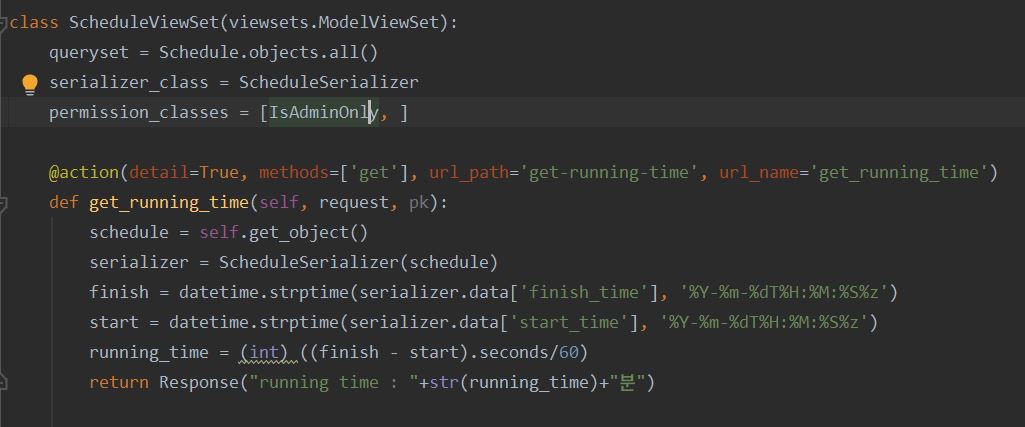 class ScheduleViewSet(viewsets.ModelViewSet):
    queryset = Schedule.objects.all()
    serializer_class = ScheduleSerializer
    permission_classes = [IsAdminOnly, ]
    @action(detail=True, methods=['get'], url_path='get-running-time', url_name='get_running_time')
    def get_running_time(self, request, pk):
        schedule = self.get_object()
        serializer = ScheduleSerializer(schedule)
        finish = datetime.strptime(serializer.data['finish_time'], '%Y-%m-%dT%H:%M:%S%z')
        start = datetime.strptime(serializer.data['start_time'], '%Y-%m-%dT%H:%M:%S%z')
        running_time = (int) ((finish - start).seconds/60)
        return Response("running time : "+str(running_time)+"분")